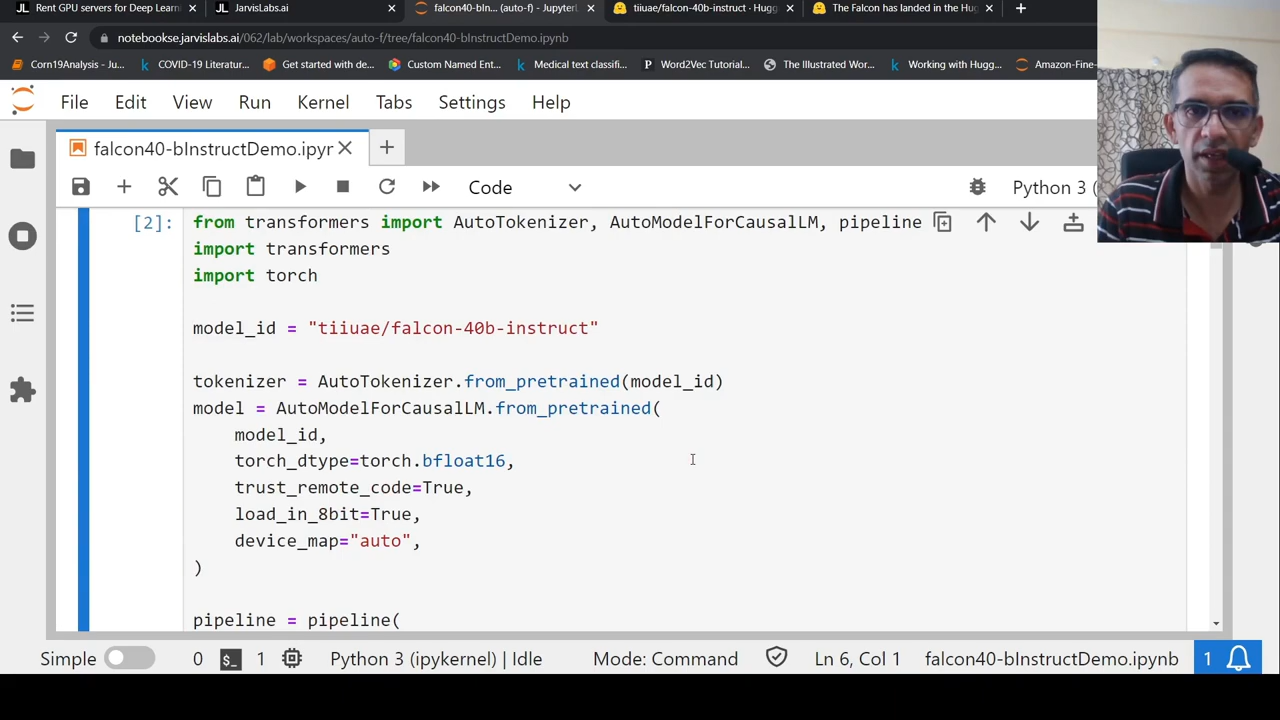 Rent GPU servers for Deep Learni
JarvisLabs.ai
falcon40-bIn... (auto-f) - JupyterL
tiiuae/falcon-40b-instruct · Hugg
The Falcon has landed in the Hug
notebookse.jarvislabs.ai/062/lab/workspaces/auto-f/tree/falcon40-bInstructDemo.ipynb
Corn19Analysis - Ju...
COVID-19 Literatur...
Get started with de...
Custom Named Ent...
Medical text classifi...
Word2Vec Tutorial...
The Illustrated Wor...
Working with Hugg...
Amazon-Fine-
File Edit View Run Kernel Tabs Settings Help
falcon40-bInstructDemo.ipyr
Code
Python 3 (
[2]:
from transformers import AutoTokenizer, AutoModelForCausalLM, pipeline
import transformers
import torch
model_id = "tiiuae/falcon-40b-instruct"
tokenizer = AutoTokenizer.from_pretrained(model_id)
model = AutoModelForCausalLM.from_pretrained(
model_id,
torch_dtype=torch.bfloat16,
trust_remote_code=True,
load_in_8bit=True,
device_map="auto",
)
pipeline = pipeline(
Simple 0 $_ 1 Python 3 (ipykernel) | Idle Mode: Command Ln 6, Col 1 falcon40-bInstructDemo.ipynb 1